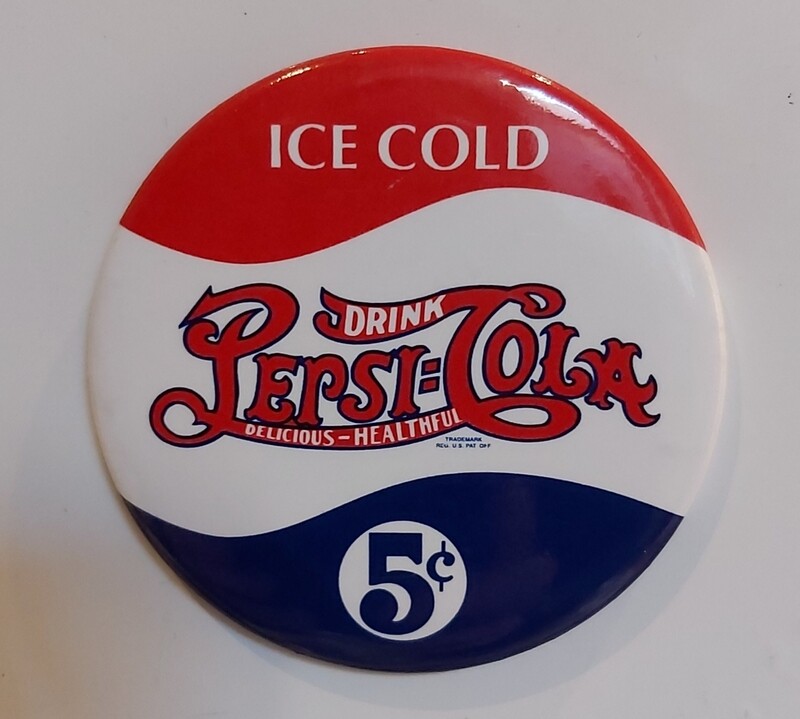 ICE COLD
DRINK
PEPSI=COLA
DELICIOUS-HEALTHFUL
TRADEMARK
REG. U.S. PAT. OFF
5¢